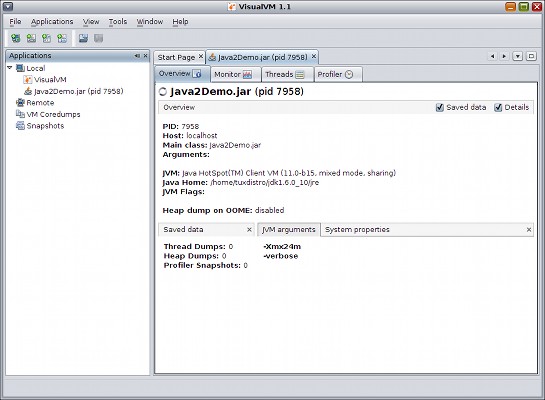 VisualVM 1.1
File Applications View Tools Window Help
Applications
Local
VisualVM
Java2Demo.jar (pid 7958)
Remote
VM Coredumps
Snapshots
Start Page Java2Demo.jar (pid 7958)
Overview Monitor Threads Profiler
Java2Demo.jar (pid 7958)
Overview Saved data Details
PID: 7958
Host: localhost
Main class: Java2Demo.jar
Arguments:
JVM: Java HotSpot(TM) Client VM (11.0-b15, mixed mode, sharing)
Java Home: /home/tuxdistro/jdk1.6.0_10/jre
JVM Flags:
Heap dump on OOME: disabled
Saved data JVM arguments System properties
Thread Dumps: 0 -Xmx24m
Heap Dumps: 0 -verbose
Profiler Snapshots: 0